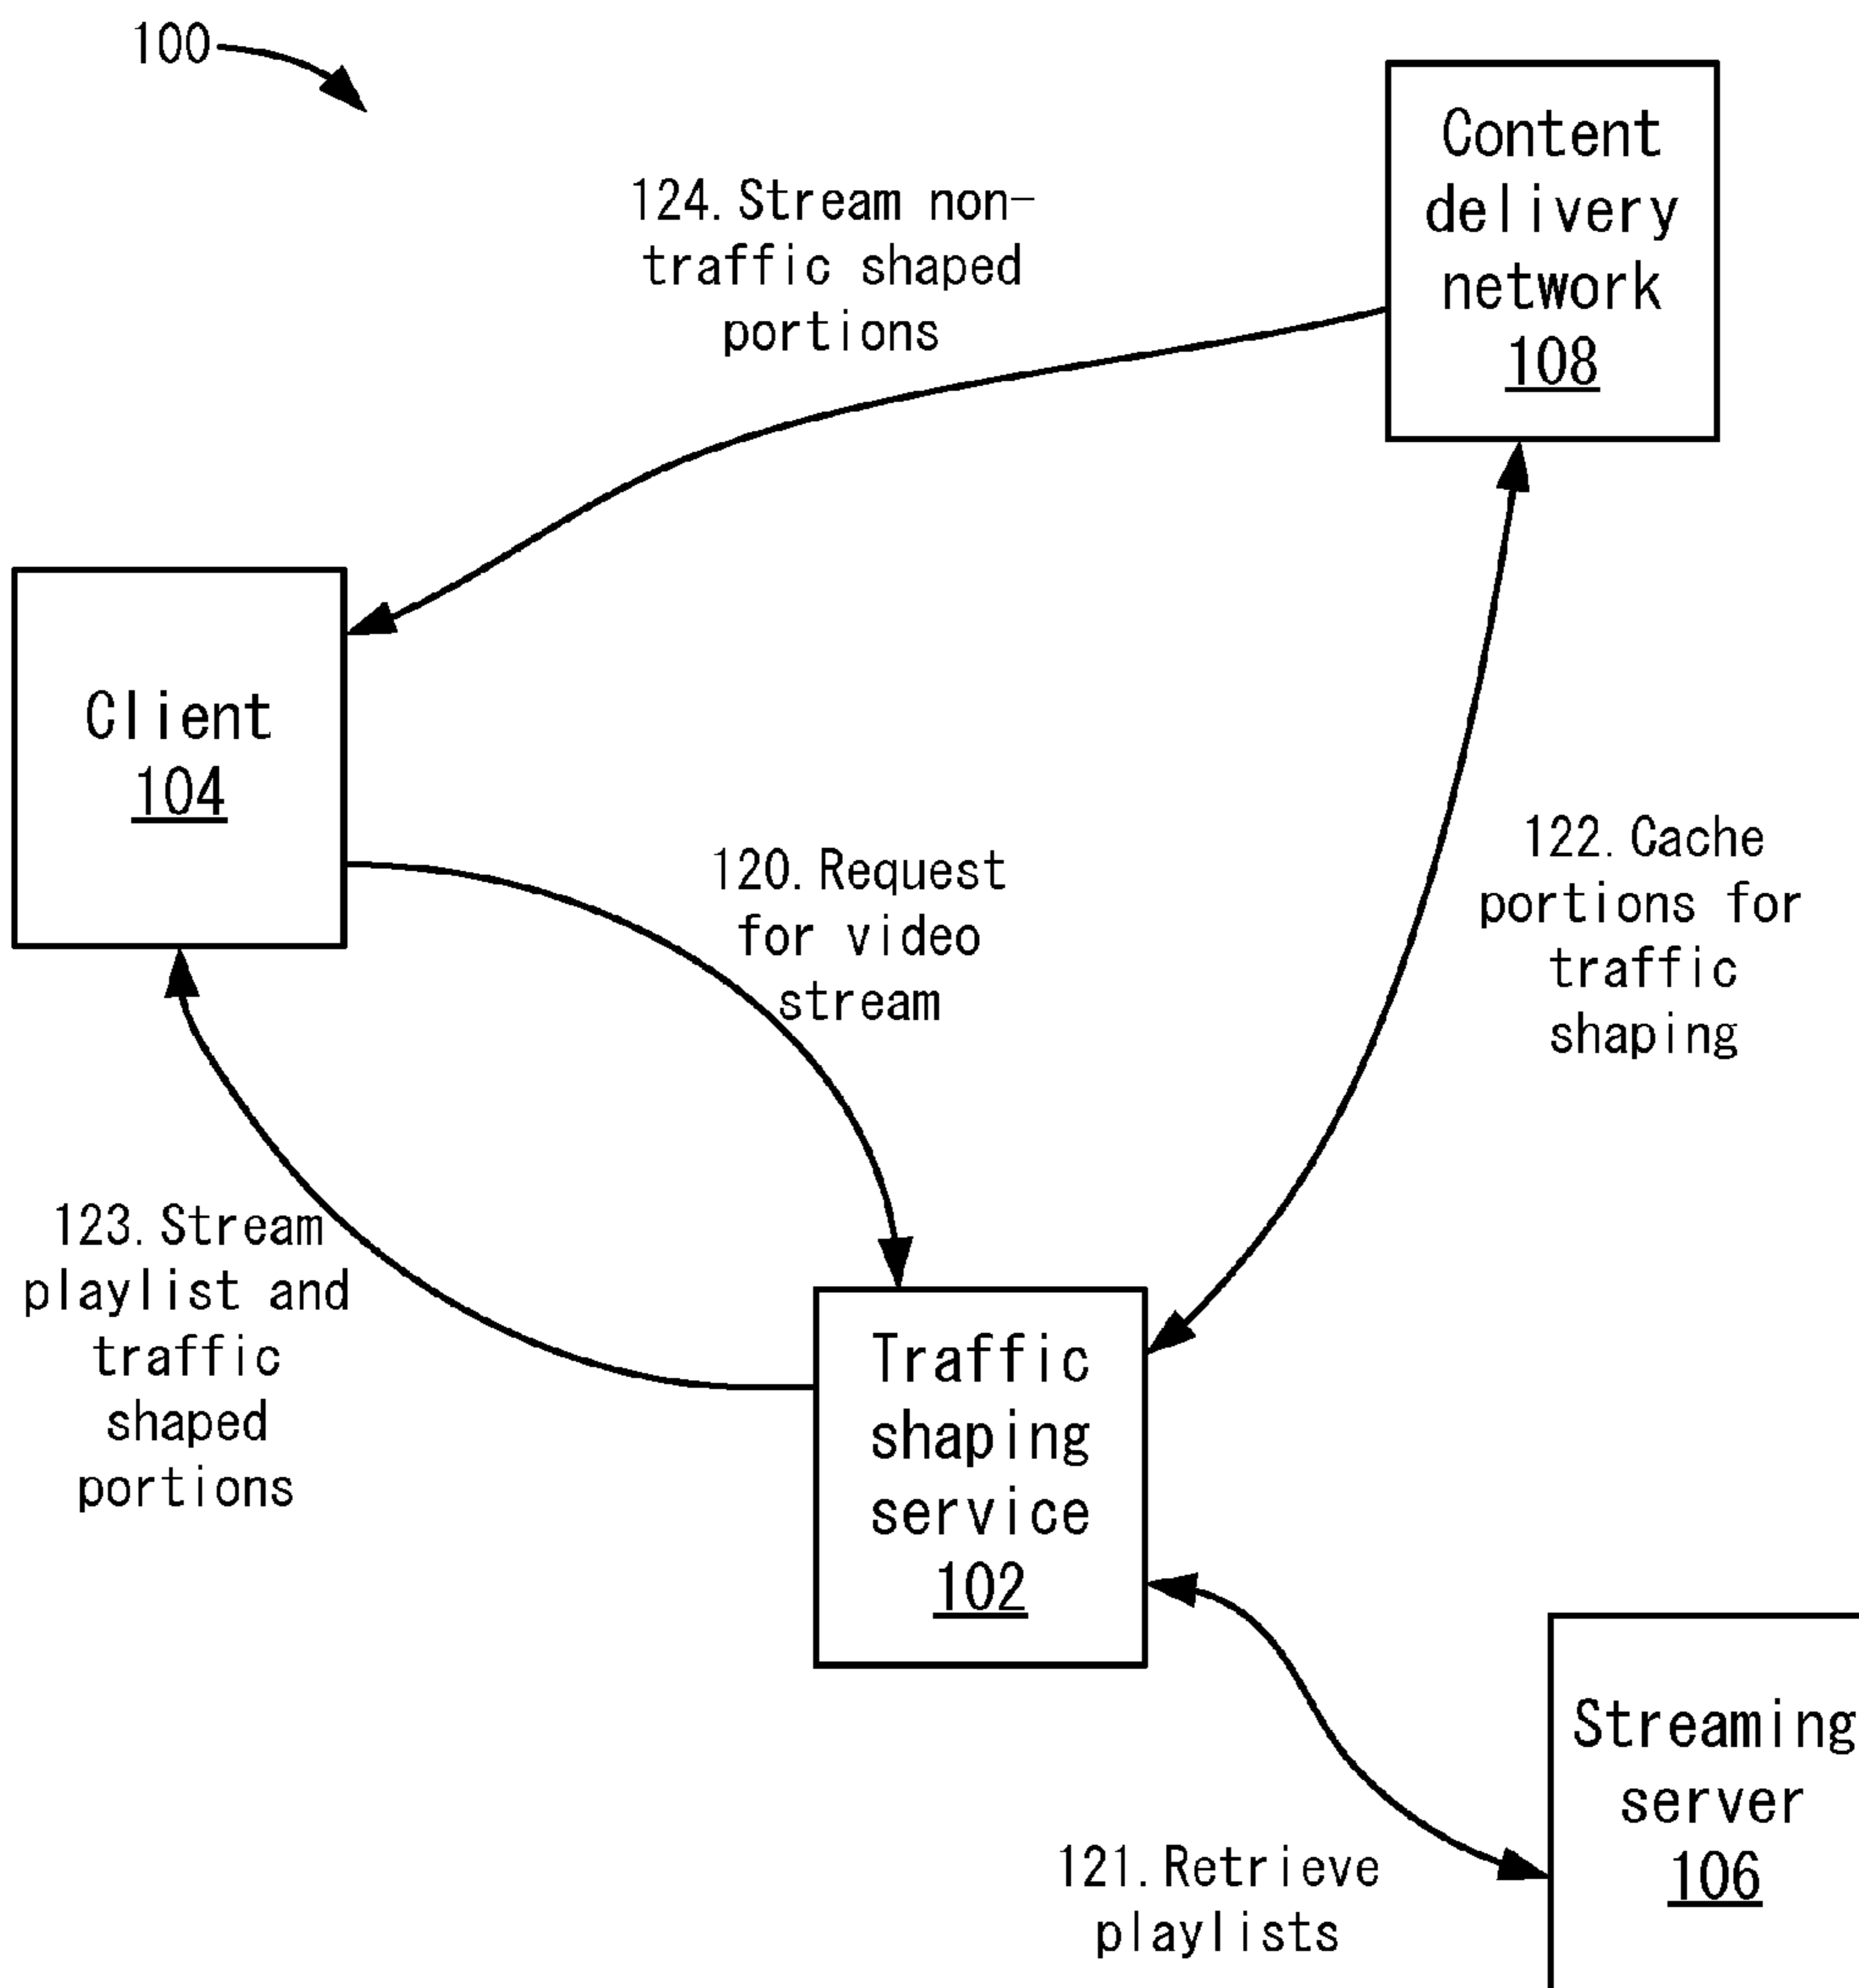 100
Content
delivery
network
108
124. Stream non-
traffic shaped
portions
Client
104
120. Request
for video
stream
122. Cache
portions for
traffic
shaping
123. Stream
playlist and
traffic
shaped
portions
Traffic
shaping
service
102
Streaming
server
106
121. Retrieve
playlists